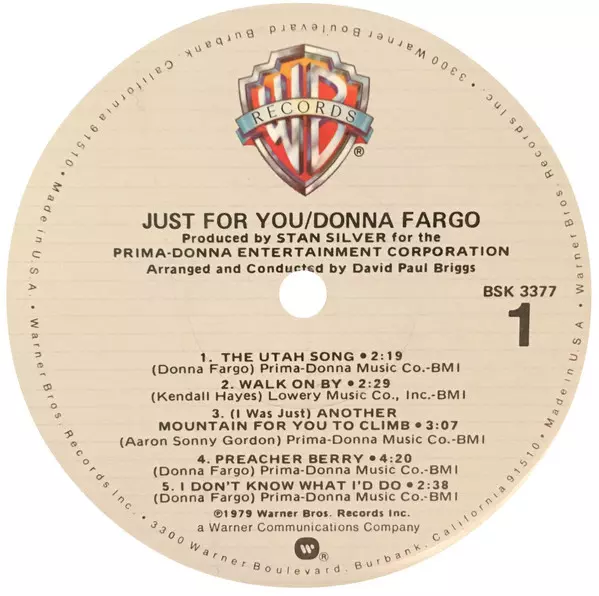 3300 Warner Boulevard, Burbank, California 91510 • Made in U.S.A. • Warner Bros. Records Inc. • 3300 Warner Boulevard, Burbank, California 91510 • Made in U.S.A. • Warner Bros. Records Inc. •
WB
RECORDS
®
JUST FOR YOU/DONNA FARGO
Produced by STAN SILVER for the
PRIMA-DONNA ENTERTAINMENT CORPORATION
Arranged and Conducted by David Paul Briggs
BSK 3377
1
1. THE UTAH SONG • 2:19
(Donna Fargo) Prima-Donna Music Co.-BMI
2. WALK ON BY • 2:29
(Kendall Hayes) Lowery Music Co., Inc.-BMI
3. (I Was Just) ANOTHER
MOUNTAIN FOR YOU TO CLIMB • 3:07
(Aaron Sonny Gordon) Prima-Donna Music Co.-BMI
4. PREACHER BERRY • 4:20
(Donna Fargo) Prima-Donna Music Co.-BMI
5. I DON'T KNOW WHAT I'D DO • 2:38
(Donna Fargo) Prima-Donna Music Co.-BMI
℗1979 Warner Bros. Records Inc.
a Warner Communications Company
W
®